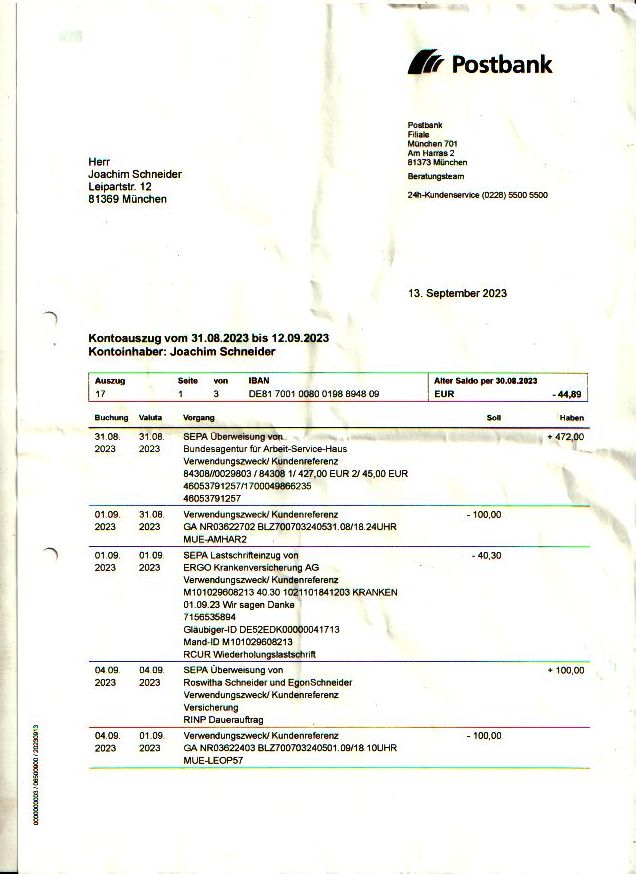 Postbank
Postbank
Filiale
München 701
Am Harras 2
81373 München
Beratungsteam
24h-Kundenservice (0228) 5500 5500
Herr
Joachim Schneider
Leipartstr. 12
81369 München
13. September 2023
Kontoauszug vom 31.08.2023 bis 12.09.2023
Kontoinhaber: Joachim Schneider
Auszug Seite von IBAN Alter Saldo per 30.08.2023
17 1 3 DE81 7001 0080 0198 8948 09 EUR - 44,89
Buchung Valuta Vorgang Soll Haben
31.08. 31.08. SEPA Überweisung von + 472,00
2023 2023 Bundesagentur für Arbeit-Service-Haus
Verwendungszweck/ Kundenreferenz
84308//0029803 / 84308 1/ 427,00 EUR 2/ 45,00 EUR
46053791257/1700049866235
46053791257
01.09. 31.08. Verwendungszweck/ Kundenreferenz - 100,00
2023 2023 GA NR03622702 BLZ700703240531.08/18.24UHR
MUE-AMHAR2
01.09. 01.09. SEPA Lastschrifteinzug von - 40,30
2023 2023 ERGO Krankenversicherung AG
Verwendungszweck/ Kundenreferenz
M101029608213 40.30 1021101841203 KRANKEN
01.09.23 Wir sagen Danke
7156535894
Gläubiger-ID DE52EDK00000041713
Mand-ID M101029608213
RCUR Wiederholungslastschrift
04.09. 04.09. SEPA Überweisung von + 100,00
2023 2023 Roswitha Schneider und EgonSchneider
Verwendungszweck/ Kundenreferenz
Versicherung
RINP Dauerauftrag
04.09. 01.09. Verwendungszweck/ Kundenreferenz - 100,00
2023 2023 GA NR03622403 BLZ700703240501.09/18.10UHR
MUE-LEOP57